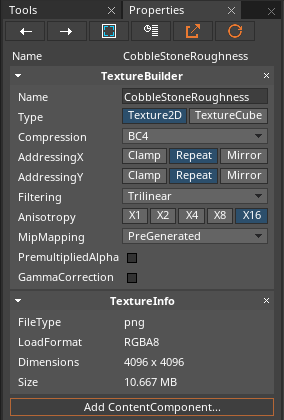 Tools Properties
Name CobbleStoneRoughness
TextureBuilder
Name CobbleStoneRoughness
Type Texture2D TextureCube
Compression BC4
AddressingX Clamp Repeat Mirror
AddressingY Clamp Repeat Mirror
Filtering Trilinear
Anisotropy X1 X2 X4 X8 X16
MipMapping PreGenerated
PremultipliedAlpha
GammaCorrection
TextureInfo
FileType png
LoadFormat RGBA8
Dimensions 4096 x 4096
Size 10.667 MB
Add ContentComponent...